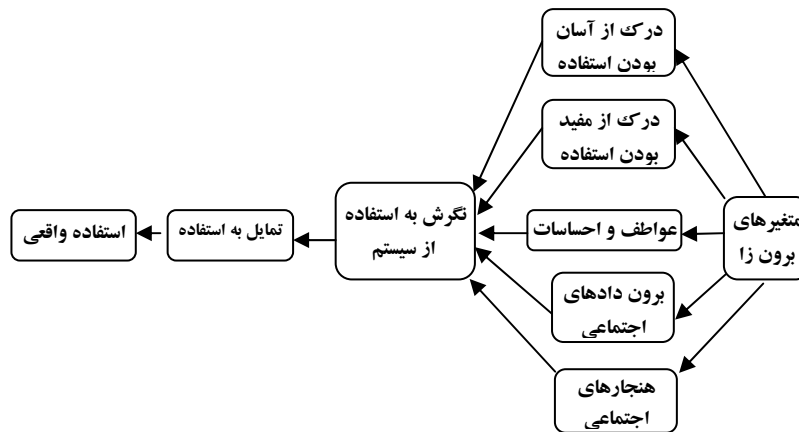 درک از آسان
بودن استفاده
درک از مفید
بودن استفاده
متغیرهای
برون زا
عواطف و احساسات
برون دادهای
اجتماعی
هنجارهای
اجتماعی
نگرش به استفاده
از سیستم
تمایل به استفاده
استفاده واقعی